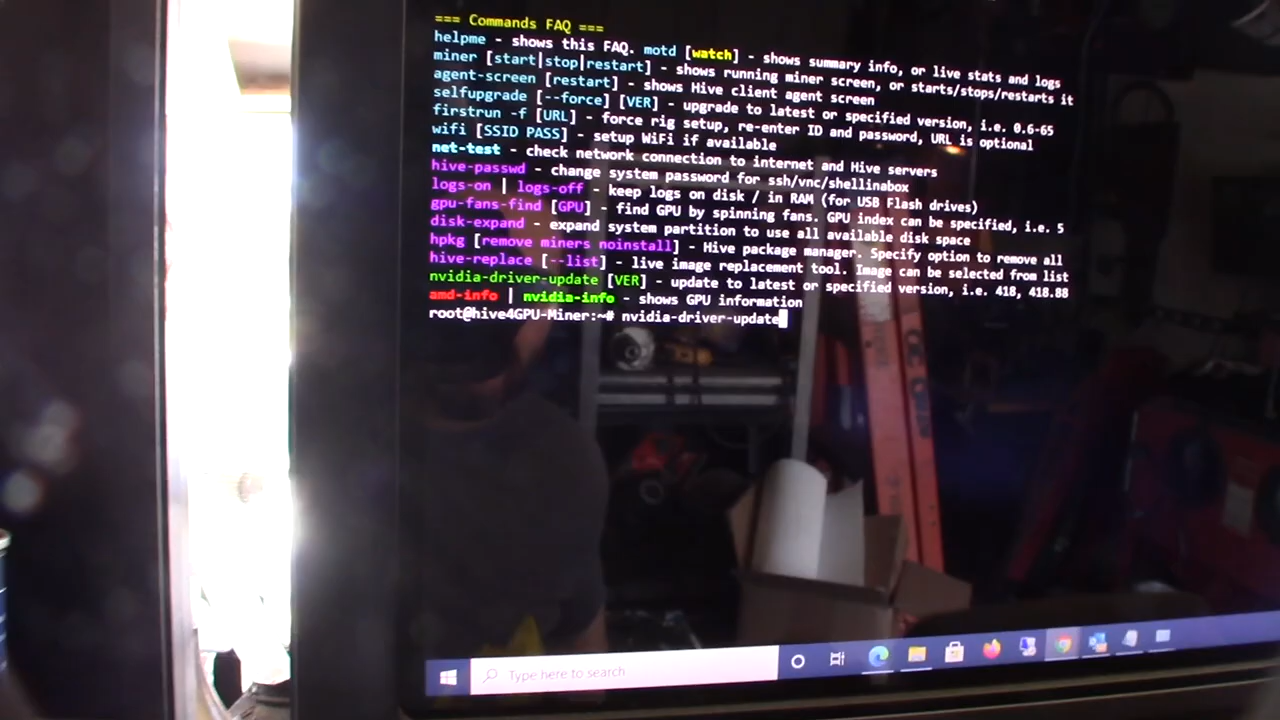 === Commands FAQ ===
helpme - shows this FAQ. motd [watch] - shows summary info, or live stats and logs
miner [start|stop|restart] - shows running miner screen, or starts/stops/restarts it
agent-screen [restart] - shows Hive client agent screen
selfupgrade [--force] [VER] - upgrade to latest or specified version, i.e. 0.6-65
firstrun -f [URL] - force rig setup, re-enter ID and password, URL is optional
wifi [SSID PASS] - setup WiFi if available
net-test - check network connection to internet and Hive servers
hive-passwd - change system password for ssh/vnc/shellinabox
logs-on | logs-off - keep logs on disk / in RAM (for USB Flash drives)
gpu-fans-find [GPU] - find GPU by spinning fans. GPU index can be specified, i.e. 5
disk-expand - expand system partition to use all available disk space
hpkg [remove miners noinstall] - Hive package manager. Specify option to remove all
hive-replace [--list] - live image replacement tool. Image can be selected from list
nvidia-driver-update [VER] - update to latest or specified version, i.e. 418, 418.88
amd-info | nvidia-info - shows GPU information
root@hive4GPU-Miner:~# nvidia-driver-update
Type here to search